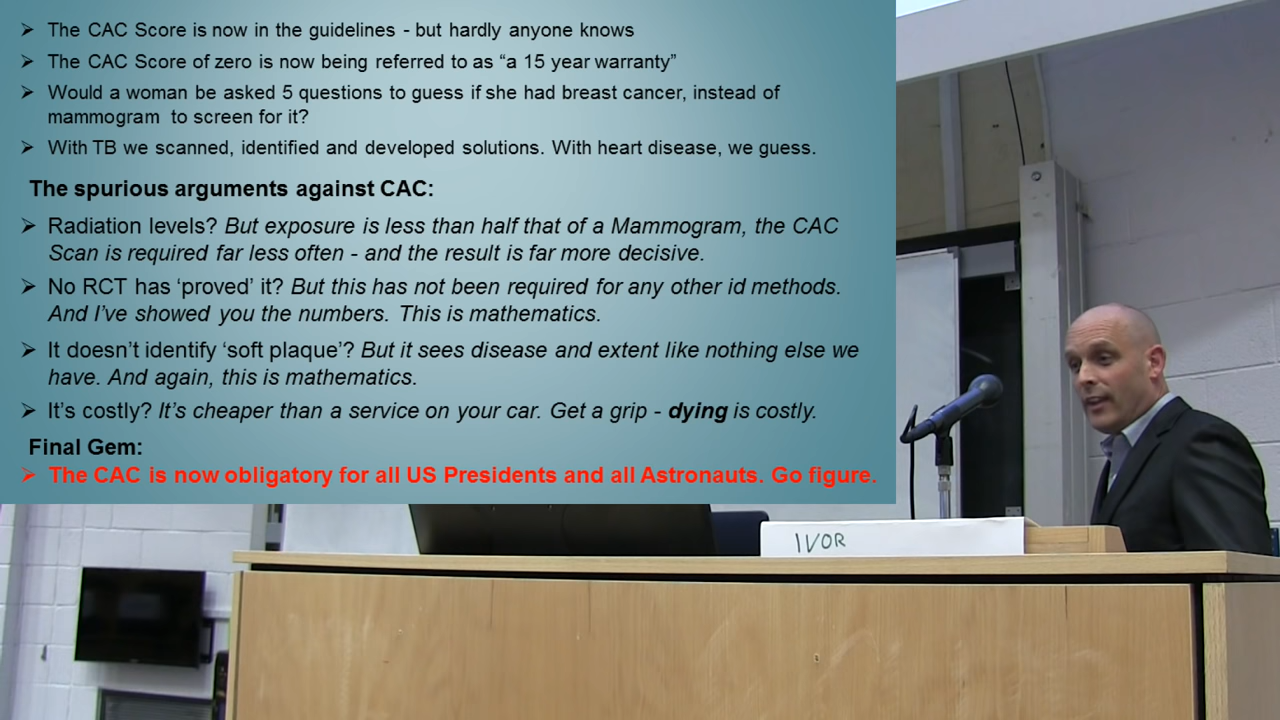 ➢ The CAC Score is now in the guidelines - but hardly anyone knows
➢ The CAC Score of zero is now being referred to as “a 15 year warranty”
➢ Would a woman be asked 5 questions to guess if she had breast cancer, instead of
mammogram to screen for it?
➢ With TB we scanned, identified and developed solutions. With heart disease, we guess.
The spurious arguments against CAC:
➢ Radiation levels? But exposure is less than half that of a Mammogram, the CAC
Scan is required far less often - and the result is far more decisive.
➢ No RCT has ‘proved’ it? But this has not been required for any other id methods.
And I’ve showed you the numbers. This is mathematics.
➢ It doesn’t identify ‘soft plaque’? But it sees disease and extent like nothing else we
have. And again, this is mathematics.
➢ It’s costly? It’s cheaper than a service on your car. Get a grip - dying is costly.
Final Gem:
➢ The CAC is now obligatory for all US Presidents and all Astronauts. Go figure.
IVOR